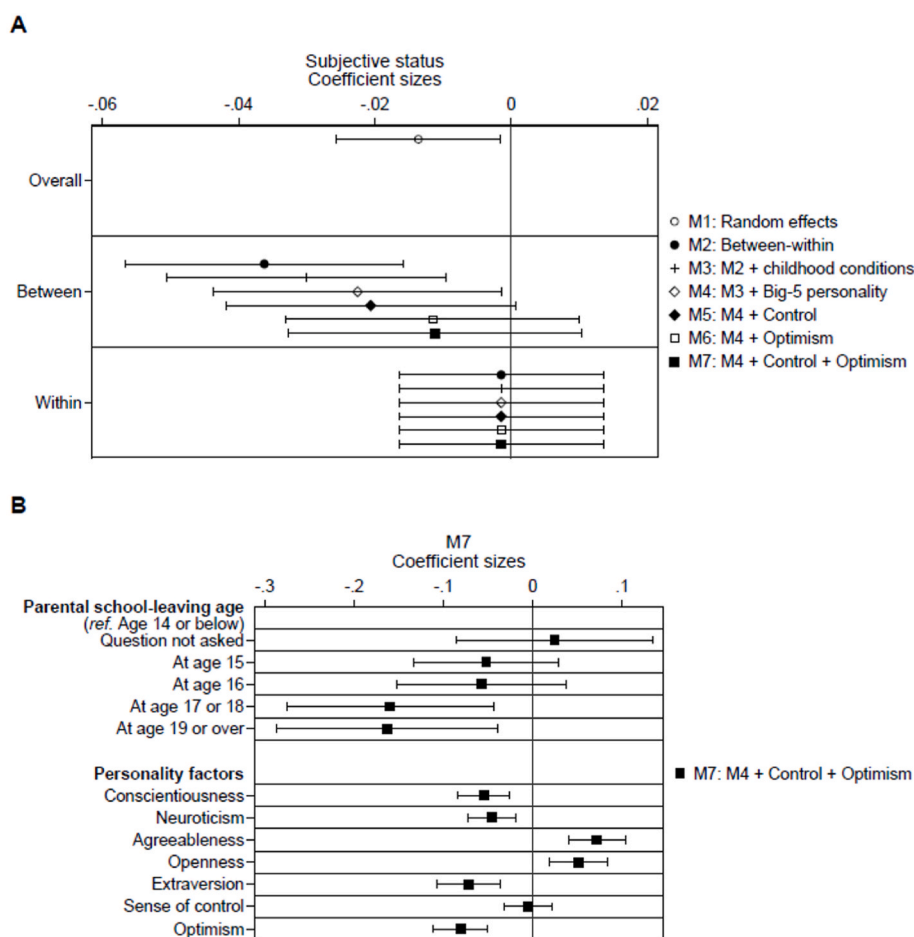 A
Subjective status
Coefficient sizes
-.06 -.04 -.02 0 .02
Overall
Between
Within
M1: Random effects
M2: Between-within
M3: M2 + childhood conditions
M4: M3 + Big-5 personality
M5: M4 + Control
M6: M4 + Optimism
M7: M4 + Control + Optimism
B
M7
Coefficient sizes
-.3 -.2 -.1 0 .1
Parental school-leaving age
(ref. Age 14 or below)
Question not asked
At age 15
At age 16
At age 17 or 18
At age 19 or over
Personality factors
Conscientiousness
Neuroticism
Agreeableness
Openness
Extraversion
Sense of control
Optimism
M7: M4 + Control + Optimism